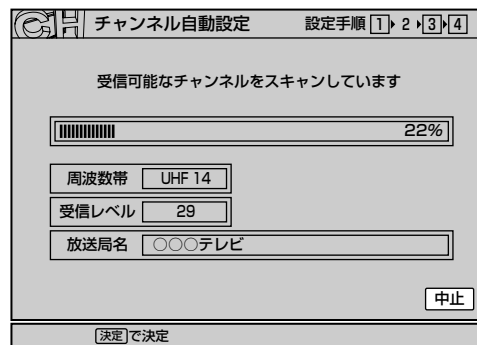 CH チャンネル自動設定 設定手順 1 2 3 4
受信可能なチャンネルをスキャンしています
22%
周波数帯 UHF 14
受信レベル 29
放送局名 ○○○テレビ
中止
決定で決定